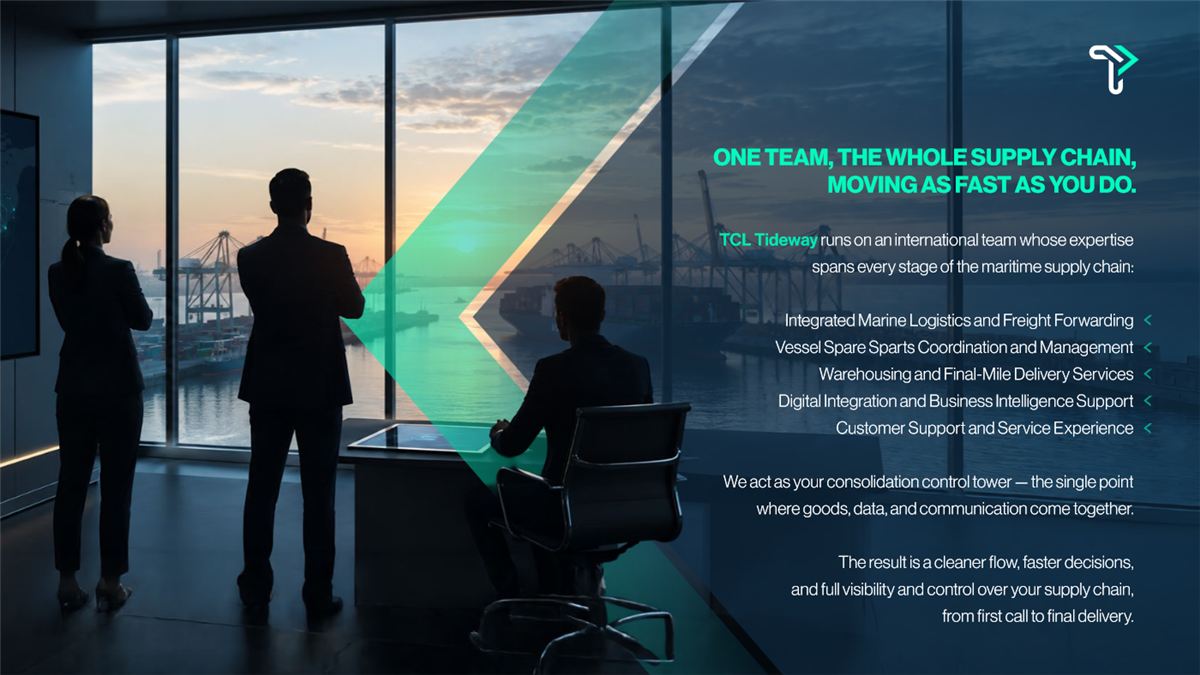 ONE TEAM, THE WHOLE SUPPLY CHAIN,
MOVING AS FAST AS YOU DO.
TCL Tideway runs on an international team whose expertise
spans every stage of the maritime supply chain:
Integrated Marine Logistics and Freight Forwarding
Vessel Spare Sparts Coordination and Management
Warehousing and Final-Mile Delivery Services
Digital Integration and Business Intelligence Support
Customer Support and Service Experience
We act as your consolidation control tower — the single point
where goods, data, and communication come together.
The result is a cleaner flow, faster decisions,
and full visibility and control over your supply chain,
from first call to final delivery.